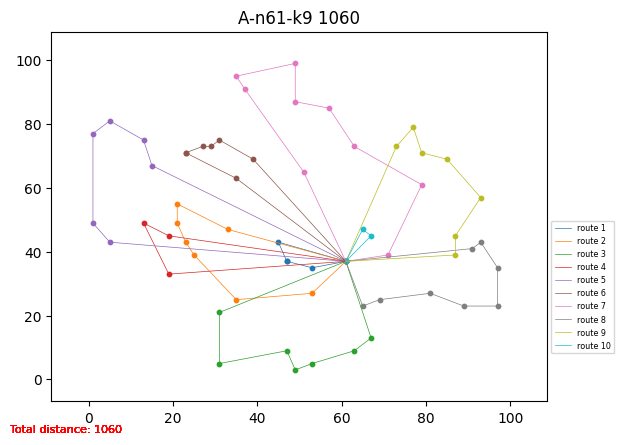 A-n61-k9 1060
100
80
60
40
20
0
0 20 40 60 80 100
route 1
route 2
route 3
route 4
route 5
route 6
route 7
route 8
route 9
route 10
Total distance: 1060